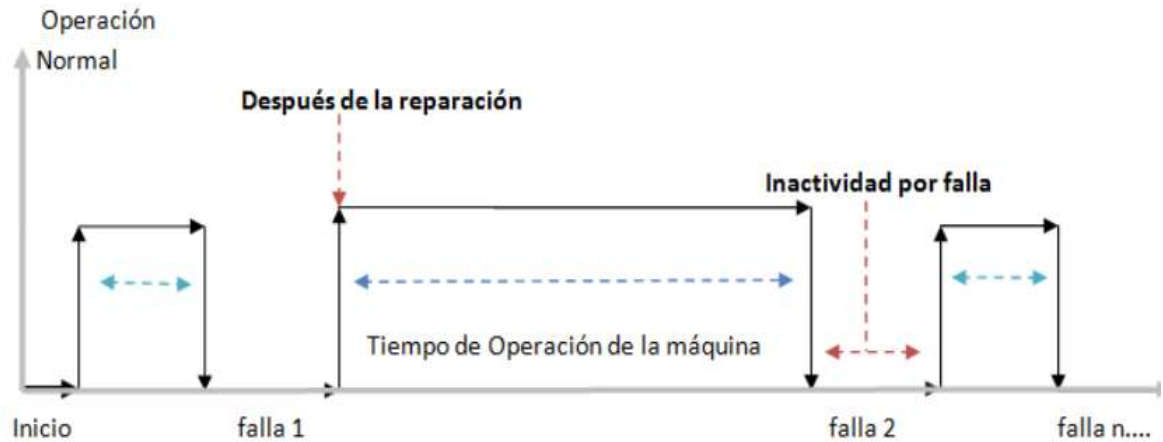 Operación
Normal
Después de la reparación
Inactividad por falla
Tiempo de Operación de la máquina
Inicio
falla 1
falla 2
falla n....